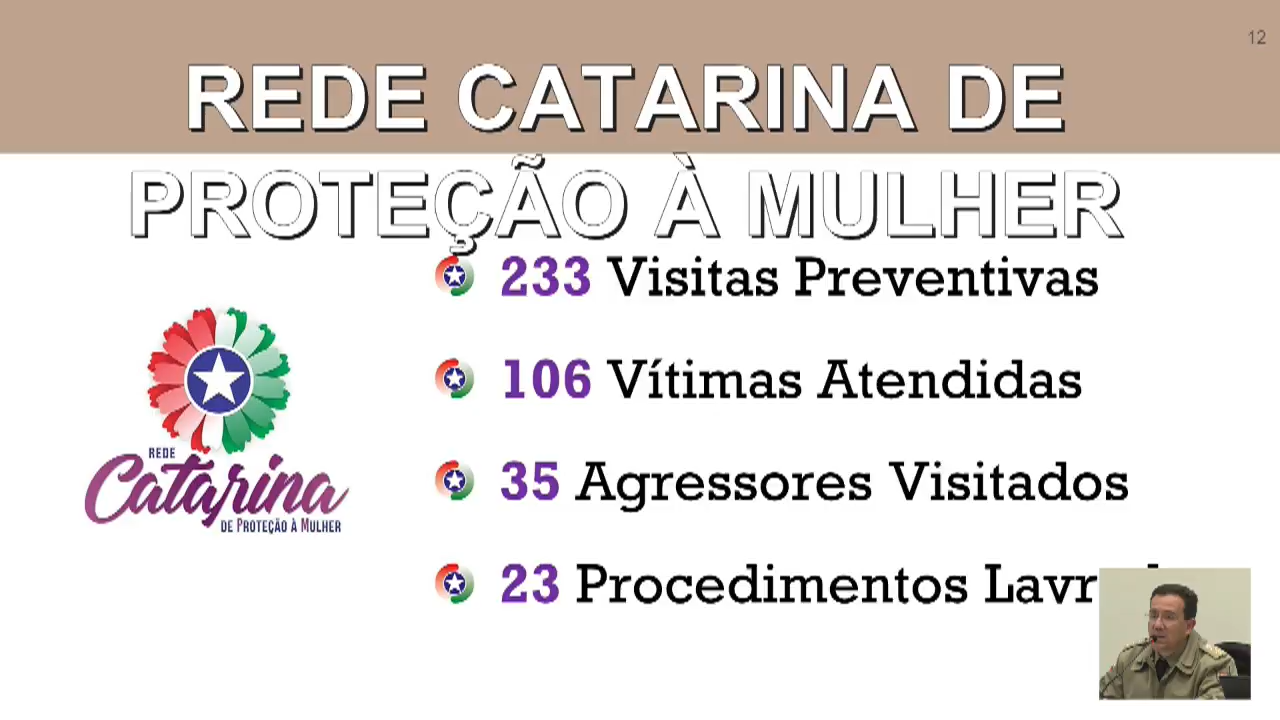 12
REDE CATARINA DE
PROTEÇÃO À MULHER
233 Visitas Preventivas
106 Vítimas Atendidas
35 Agressores Visitados
23 Procedimentos
REDE
Catarina
DE PROTEÇÃO À MULHER